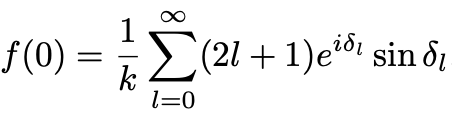 f(0) = \frac{1}{k} \sum_{l=0}^{\infty} (2l + 1)e^{i\delta_l} \sin \delta_l